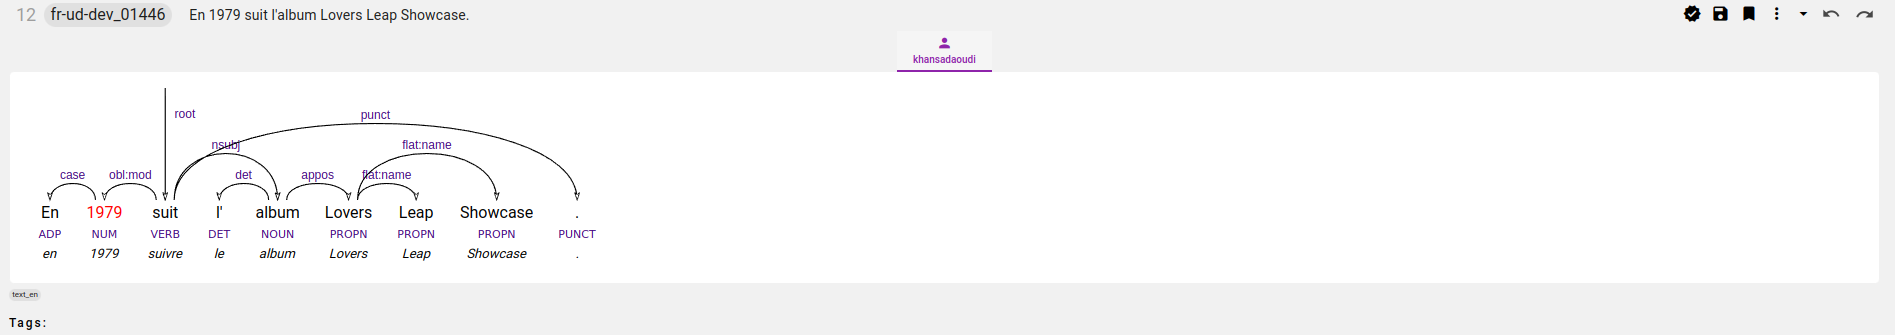 12 fr-ud-dev_01446 En 1979 suit l'album Lovers Leap Showcase.
khansadaoudi
root
punct
nsubj
flat:name
case obl:mod det appos flat:name
En 1979 suit l' album Lovers Leap Showcase .
ADP NUM VERB DET NOUN PROPN PROPN PROPN PUNCT
en 1979 suivre le album Lovers Leap Showcase .
text_en
Tags: